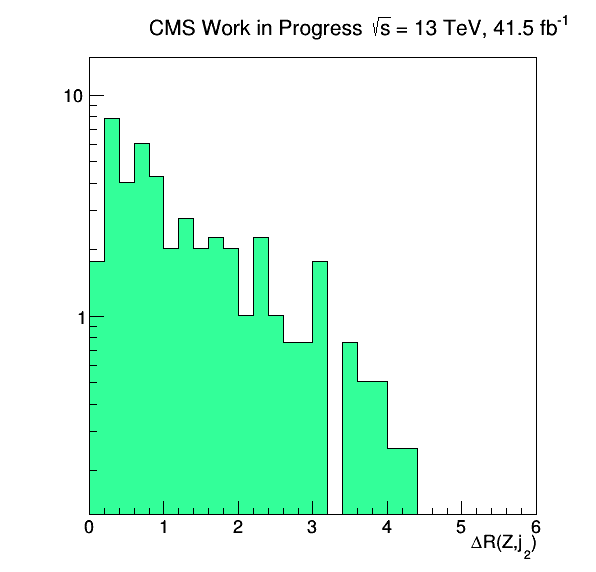 CMS Work in Progress √s = 13 TeV, 41.5 fb⁻¹
10
1
0 1 2 3 4 5 6
ΔR(Z,j₂)